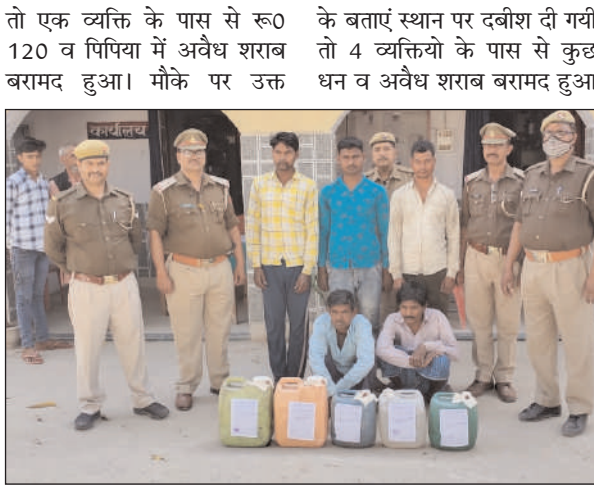 तो एक व्यक्ति के पास से रू0
120 व पिपिया में अवैध शराब
बरामद हुआ। मौके पर उक्त
के बताएं स्थान पर दबीश दी गयी
तो 4 व्यक्तियो के पास से कुछ
धन व अवैध शराब बरामद हुआ
कार्यालय